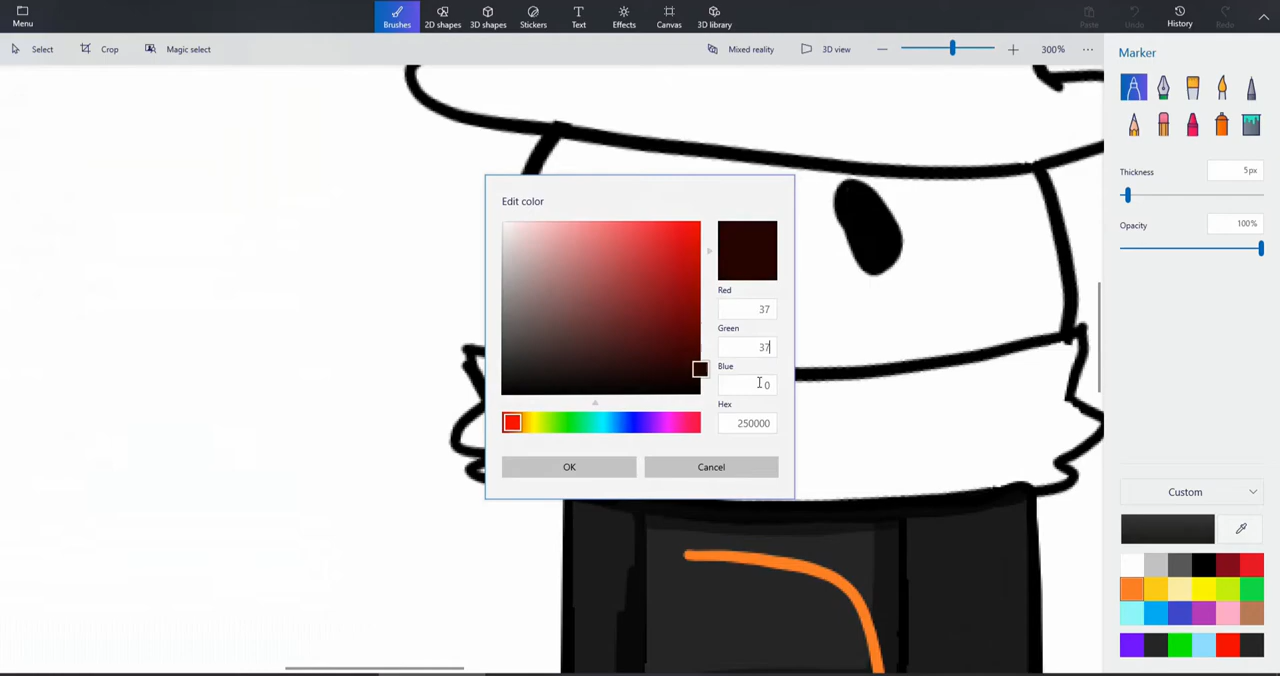 Menu
Brushes
2D shapes
3D shapes
Stickers
Text
Effects
Canvas
3D library
Paste
Undo
History
Redo
Select
Crop
Magic select
Mixed reality
3D view
300%
Marker
Thickness
5px
Opacity
100%
Edit color
Red
37
Green
37
Blue
0
Hex
250000
OK
Cancel
Custom